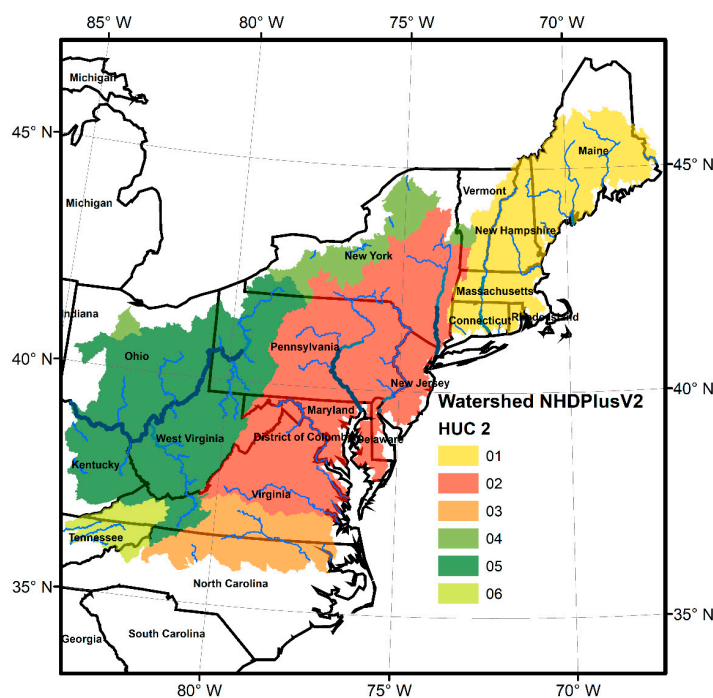 85° W
80° W
75° W
70° W
Michigan
45° N
45° N
Maine
Vermont
Michigan
New Hampshire
New York
Massachusetts
Indiana
Connecticut
Rhode Island
Ohio
Pennsylvania
40° N
40° N
New Jersey
Watershed NHDPlusV2
Maryland
HUC 2
West Virginia
District of Columbia
Delaware
Kentucky
01
02
Virginia
03
Tennessee
04
05
35° N
North Carolina
06
35° N
Georgia
South Carolina
80° W
75° W
70° W